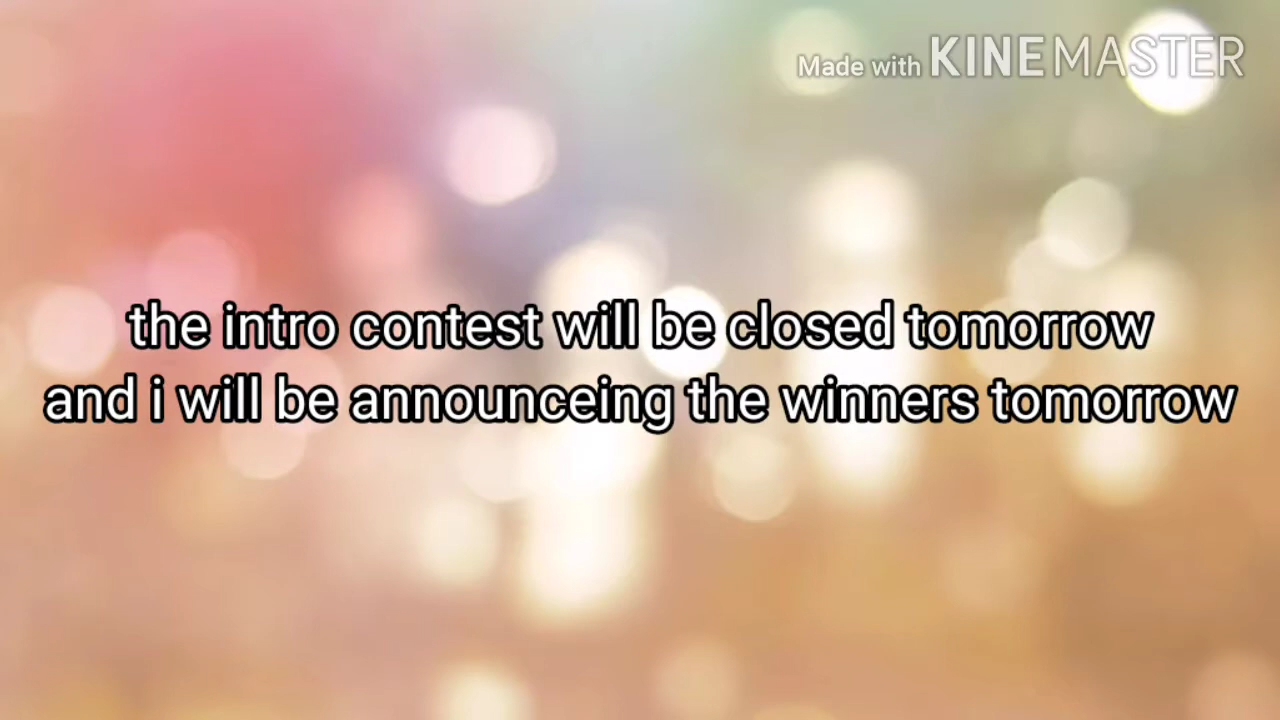 Made with KINEMASTER
the intro contest will be closed tomorrow
and i will be announceing the winners tomorrow